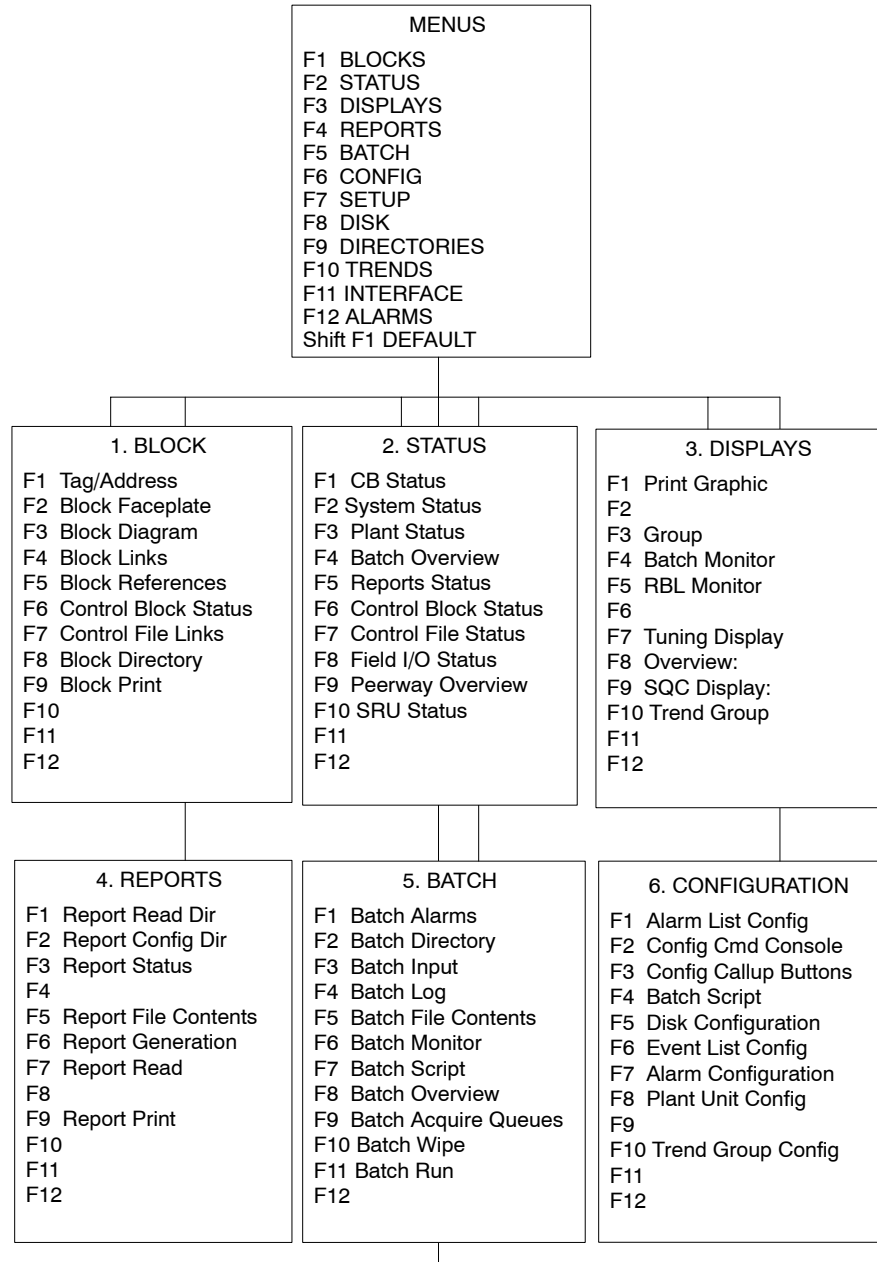 MENUS
F1 BLOCKS
F2 STATUS
F3 DISPLAYS
F4 REPORTS
F5 BATCH
F6 CONFIG
F7 SETUP
F8 DISK
F9 DIRECTORIES
F10 TRENDS
F11 INTERFACE
F12 ALARMS
Shift F1 DEFAULT
1. BLOCK
F1 Tag/Address
F2 Block Faceplate
F3 Block Diagram
F4 Block Links
F5 Block References
F6 Control Block Status
F7 Control File Links
F8 Block Directory
F9 Block Print
F10
F11
F12
2. STATUS
F1 CB Status
F2 System Status
F3 Plant Status
F4 Batch Overview
F5 Reports Status
F6 Control Block Status
F7 Control File Status
F8 Field I/O Status
F9 Peerway Overview
F10 SRU Status
F11
F12
3. DISPLAYS
F1 Print Graphic
F2
F3 Group
F4 Batch Monitor
F5 RBL Monitor
F6
F7 Tuning Display
F8 Overview:
F9 SQC Display:
F10 Trend Group
F11
F12
4. REPORTS
F1 Report Read Dir
F2 Report Config Dir
F3 Report Status
F4
F5 Report File Contents
F6 Report Generation
F7 Report Read
F8
F9 Report Print
F10
F11
F12
5. BATCH
F1 Batch Alarms
F2 Batch Directory
F3 Batch Input
F4 Batch Log
F5 Batch File Contents
F6 Batch Monitor
F7 Batch Script
F8 Batch Overview
F9 Batch Acquire Queues
F10 Batch Wipe
F11 Batch Run
F12
6. CONFIGURATION
F1 Alarm List Config
F2 Config Cmd Console
F3 Config Callup Buttons
F4 Batch Script
F5 Disk Configuration
F6 Event List Config
F7 Alarm Configuration
F8 Plant Unit Config
F9
F10 Trend Group Config
F11
F12